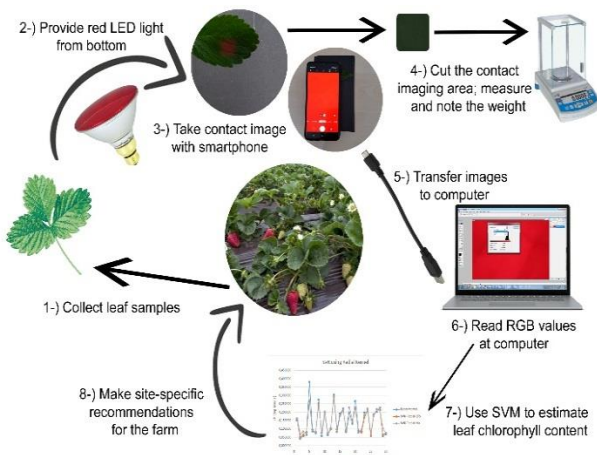 2-) Provide red LED light
from bottom
3-) Take contact image
with smartphone
4-) Cut the contact
imaging area; measure
and note the weight
5-) Transfer images
to computer
1-) Collect leaf samples
6-) Read RGB values
at computer
8-) Make site-specific
recommendations
for the farm
7-) Use SVM to estimate
leaf chlorophyll content